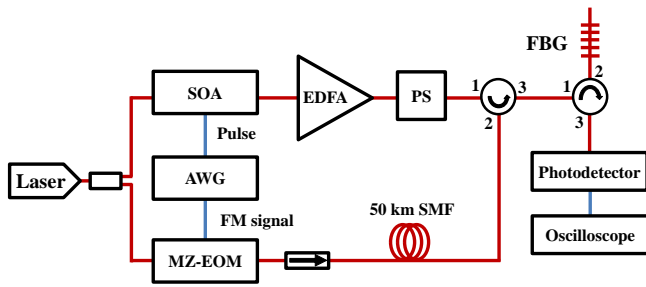 FBG
2
SOA
EDFA
PS
1
3
1
2
3
Pulse
Laser
AWG
Photodetector
FM signal
50 km SMF
Oscilloscope
MZ-EOM